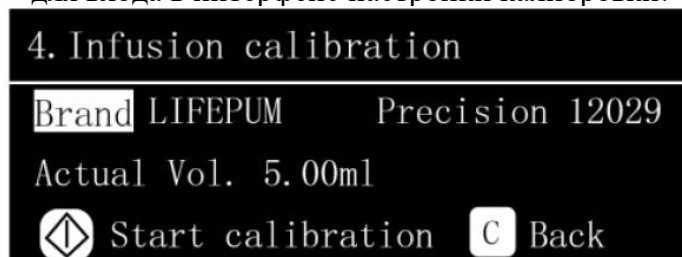 4. Infusion calibration
Brand LIFEPUM Precision 12029
Actual Vol. 5.00ml
Start calibration C Back